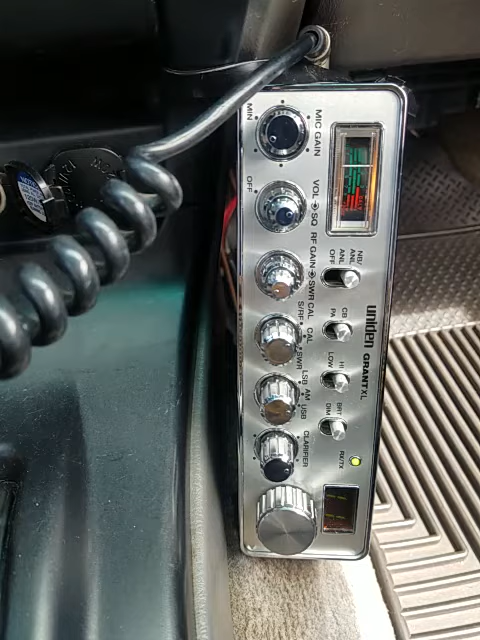 MIC GAIN
MIN
VOL SQ
OFF
RF GAIN SWR CAL
S/RF CAL SWR
LSB AM USB
CLARIFIER
NB/
ANL
ANL
OFF
CB
PA
HI
LOW
BRT
DIM
RX/TX
uniden GRANT XL